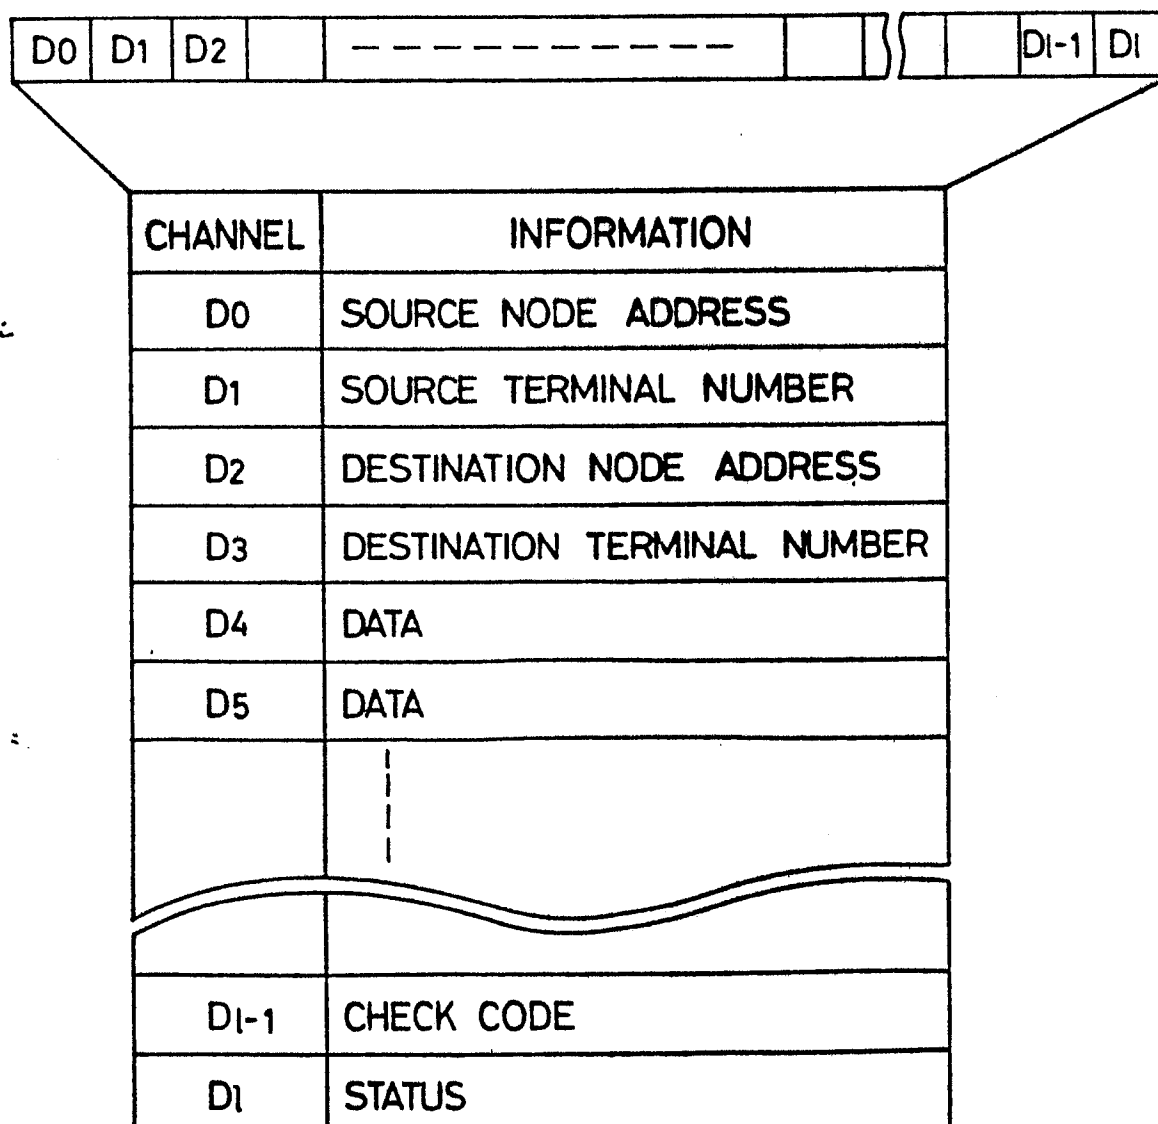 D0 D1 D2 Dl-1 Dl
CHANNEL INFORMATION
D0 SOURCE NODE ADDRESS
D1 SOURCE TERMINAL NUMBER
D2 DESTINATION NODE ADDRESS
D3 DESTINATION TERMINAL NUMBER
D4 DATA
D5 DATA
Dl-1 CHECK CODE
Dl STATUS